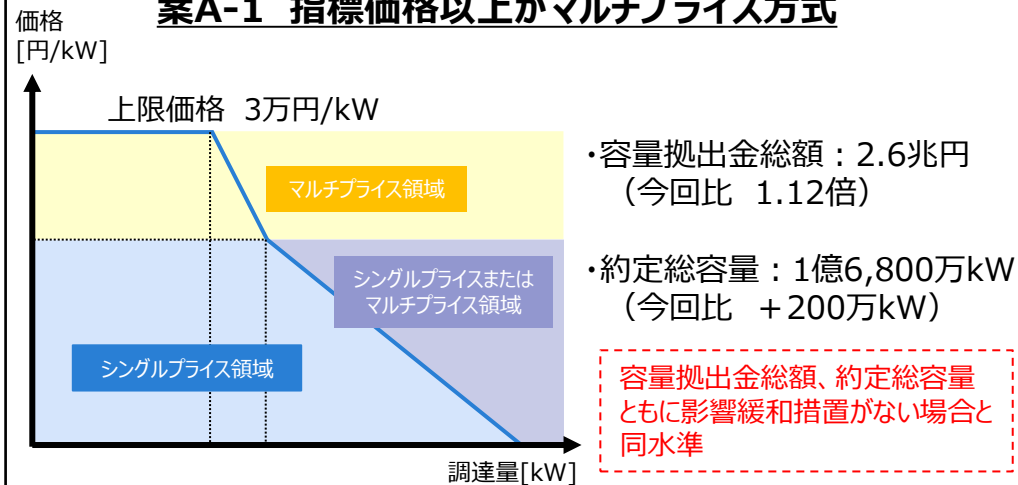 案A-1 指標価格以上がマルチプライス方式
価格
[円/kW]
上限価格 3万円/kW
マルチプライス領域
シングルプライスまたは
マルチプライス領域
シングルプライス領域
調達量[kW]
・容量拠出金総額：2.6兆円
（今回比 1.12倍）
・約定総容量：1億6,800万kW
（今回比 ＋200万kW）
容量拠出金総額、約定総容量
ともに影響緩和措置がない場合と
同水準